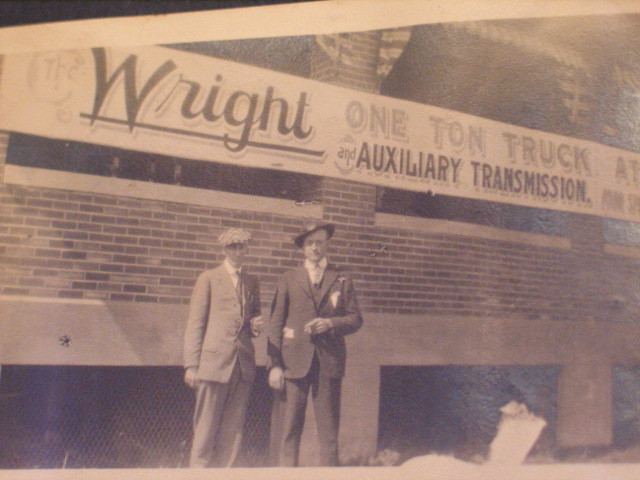 The
Wright
ONE TON TRUCK
and AUXILIARY TRANSMISSION.